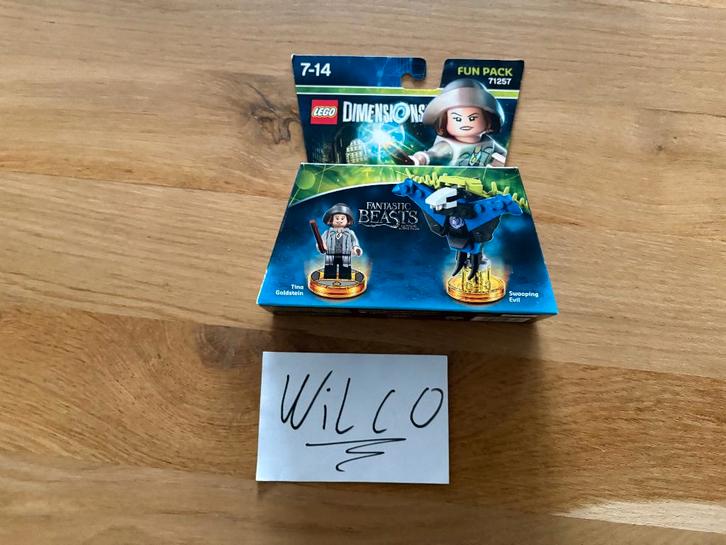 7-14
FUN PACK
71257
LEGO DIMENSIONS
FANTASTIC
BEASTS
Tina
Goldstein
Swooping
Evil
WiLCO